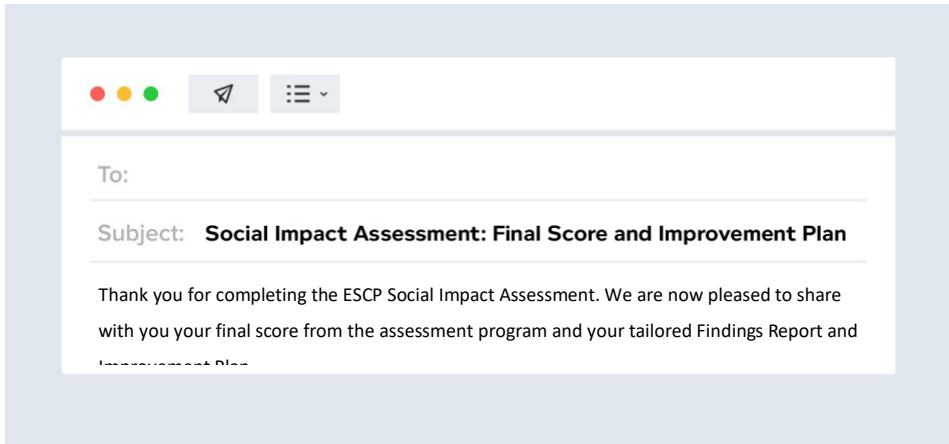 To:
Subject: Social Impact Assessment: Final Score and Improvement Plan
Thank you for completing the ESCP Social Impact Assessment. We are now pleased to share
with you your final score from the assessment program and your tailored Findings Report and
Improvement Plan